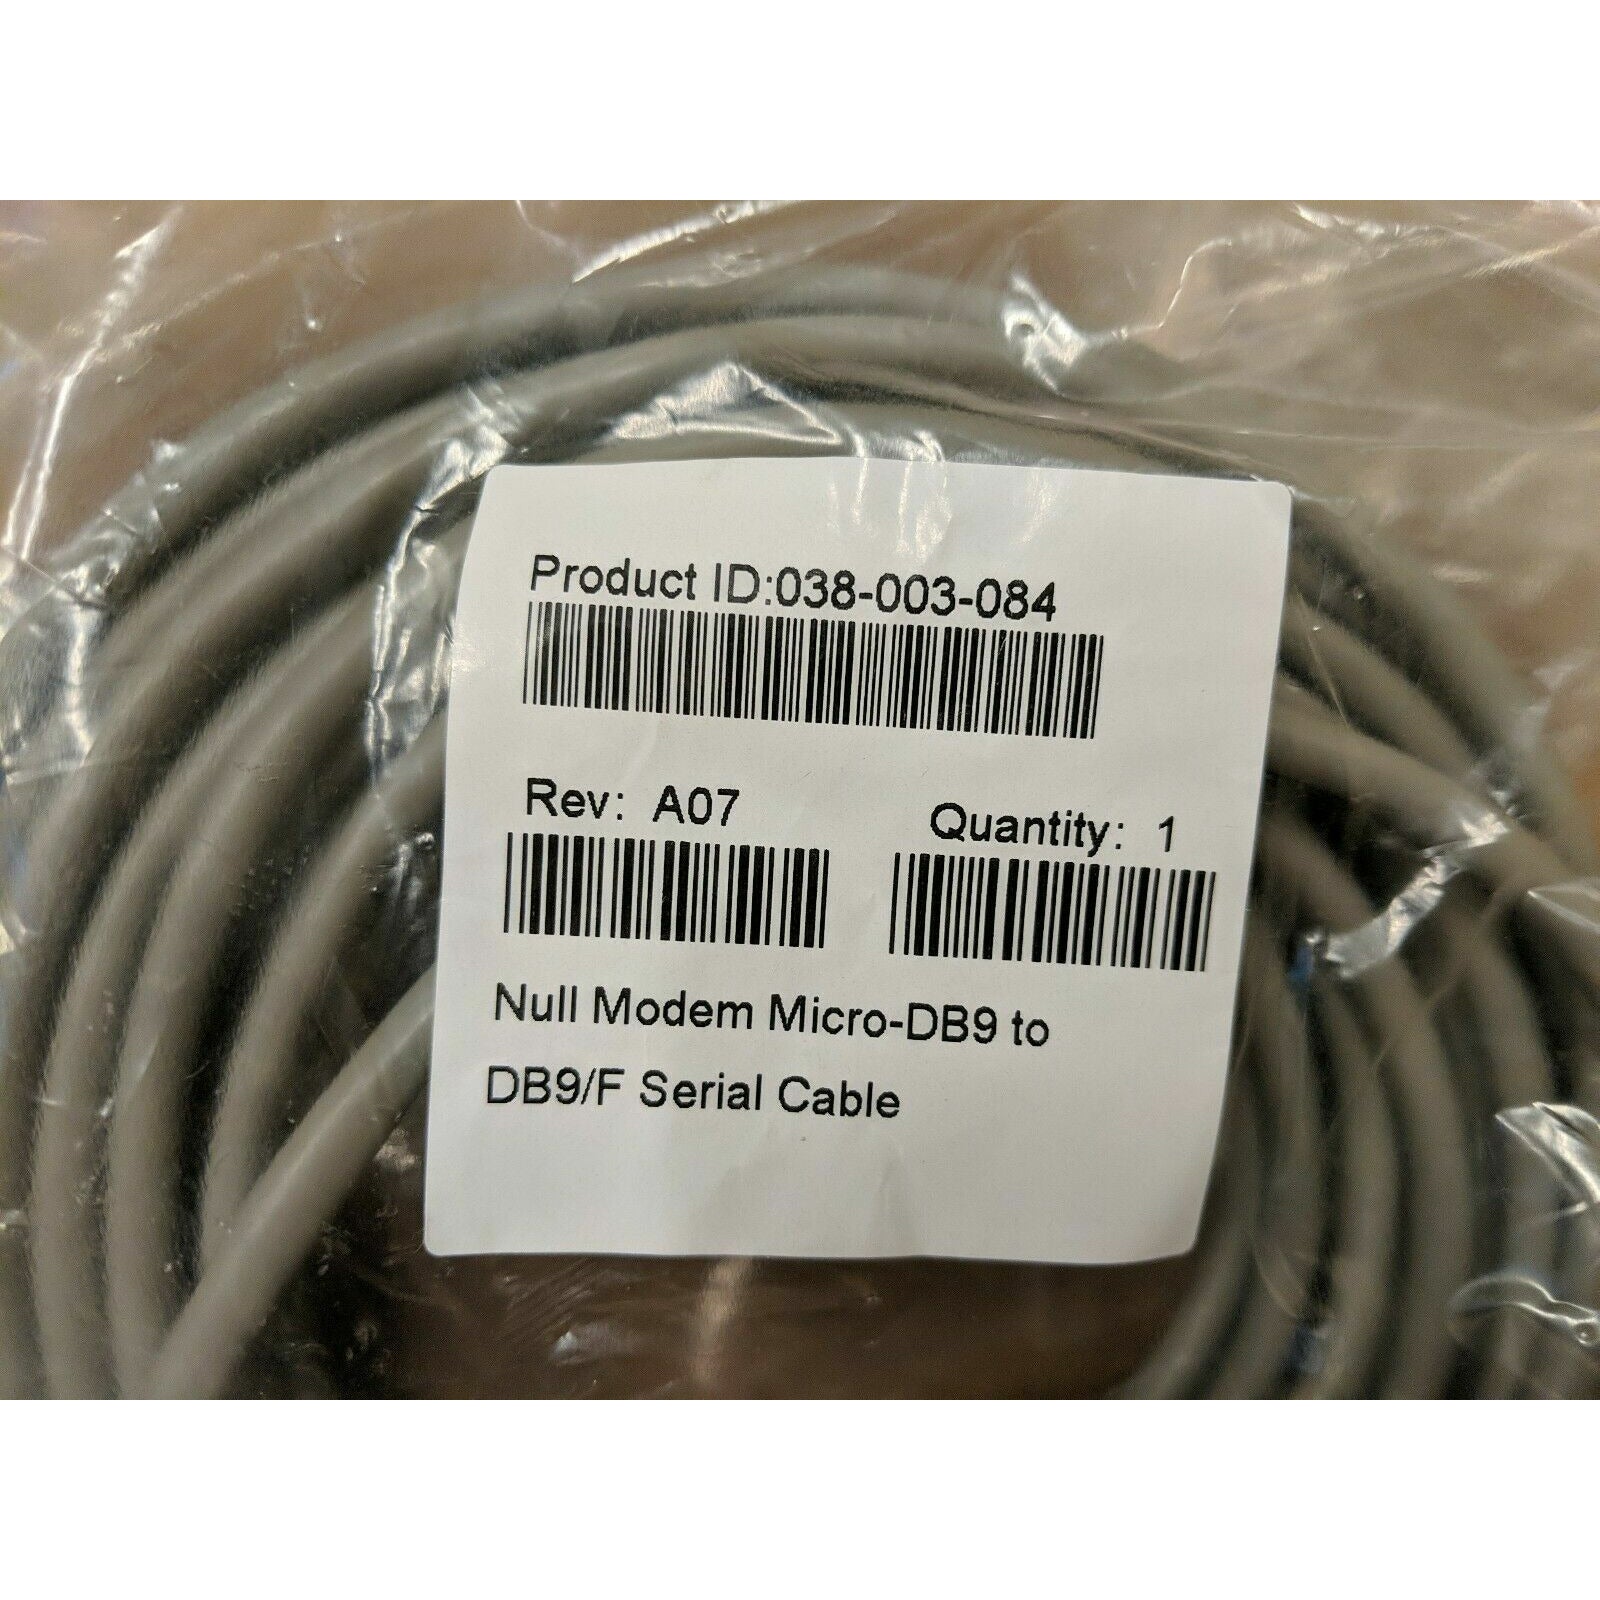 Product ID:038-003-084
Rev: A07
Quantity: 1
Null Modem Micro-DB9 to
DB9/F Serial Cable